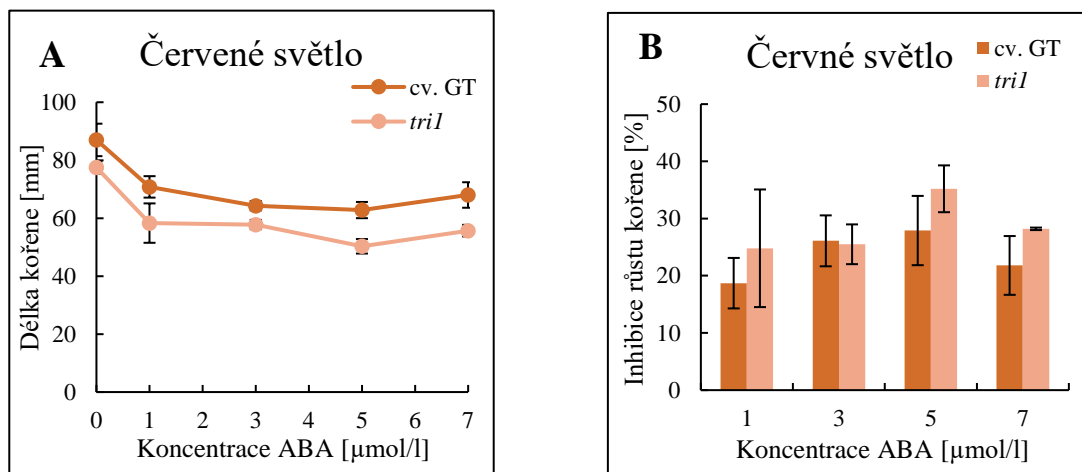 A
Červené světlo
cv. GT
tri1
100
80
60
40
20
0
Délka kořene [mm]
0 1 2 3 4 5 6 7
Koncentrace ABA [µmol/l]
B
Červné světlo
cv. GT
tri1
50
40
30
20
10
0
Inhibice růstu kořene [%]
1 3 5 7
Koncentrace ABA [µmol/l]